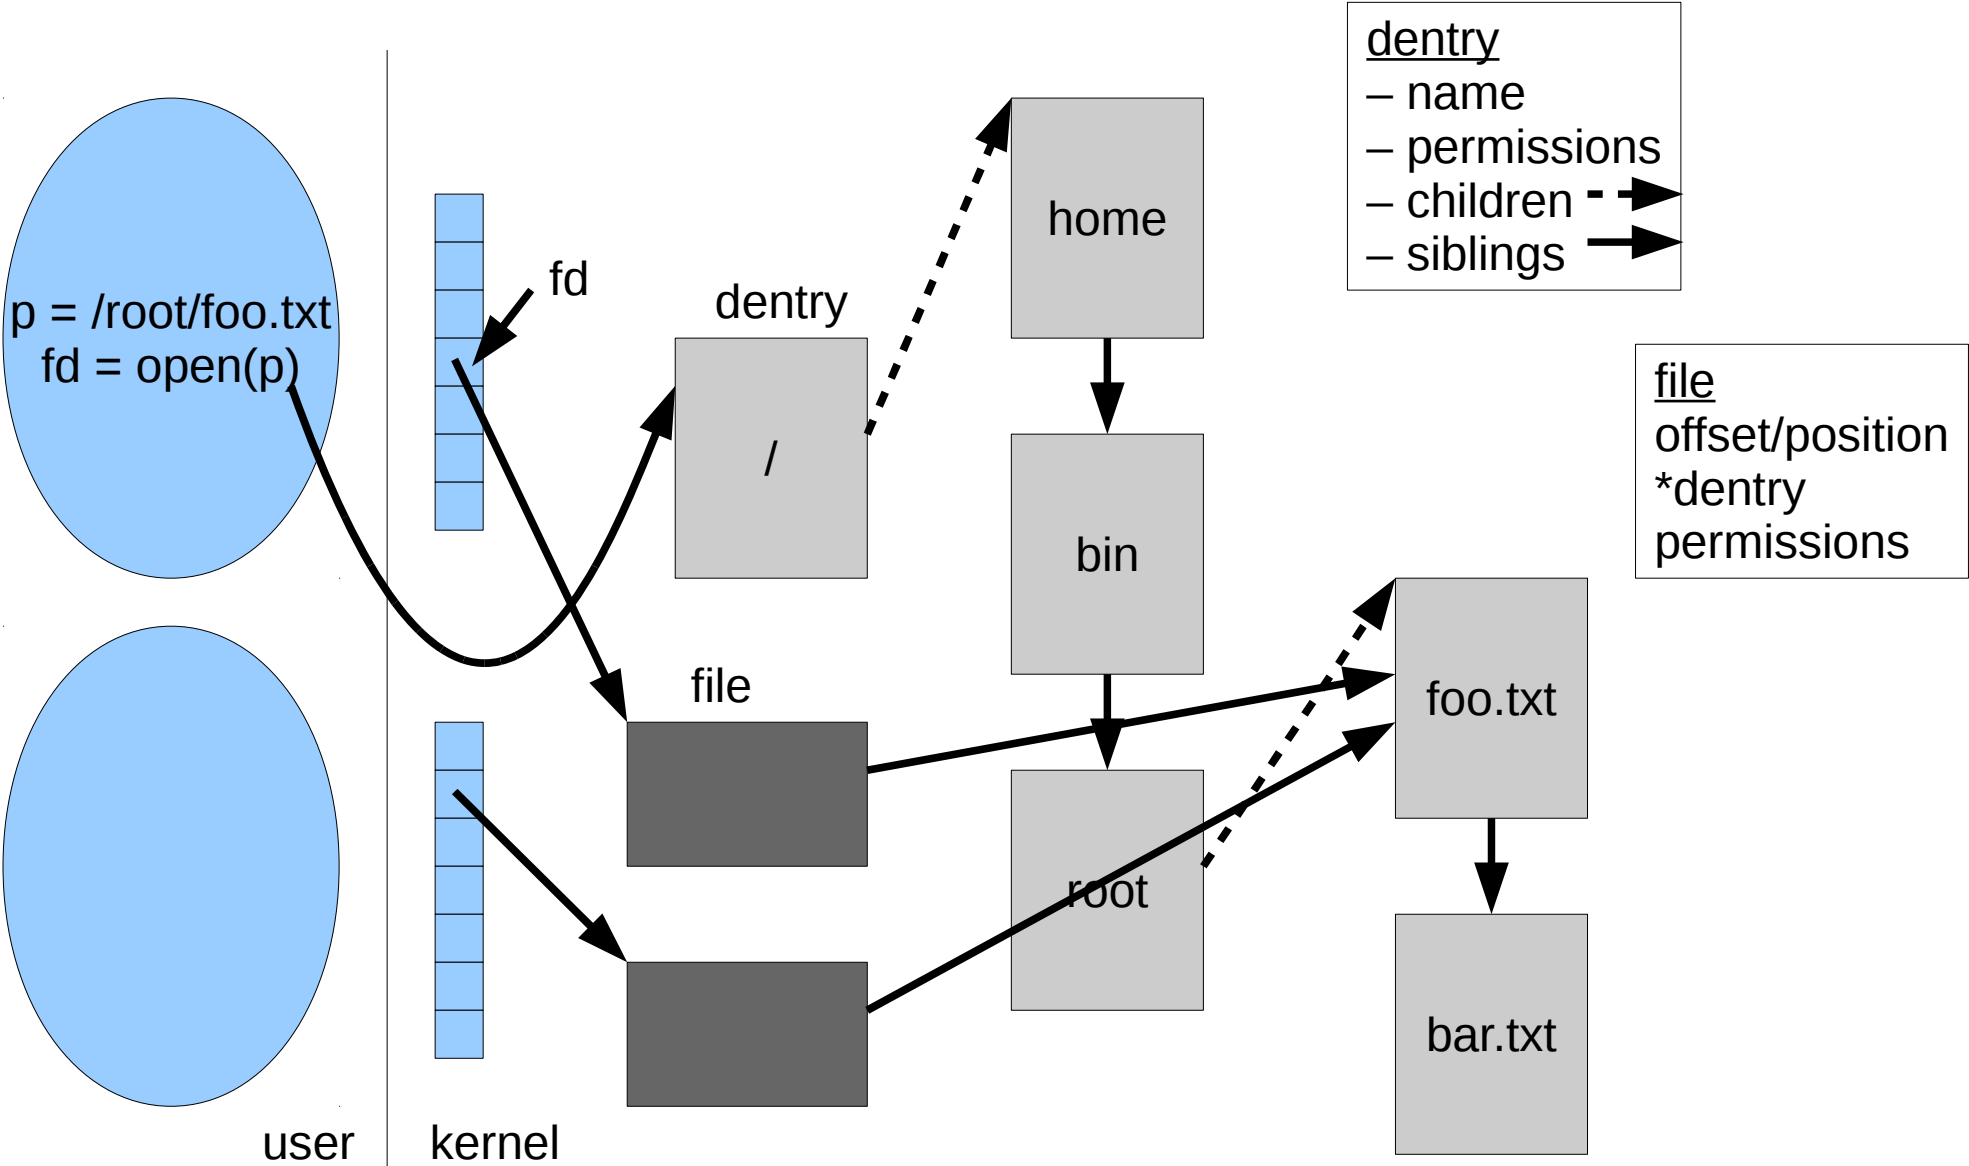 p = /root/foo.txt
fd = open(p)
fd
dentry
/
file
home
bin
root
foo.txt
bar.txt
dentry
– name
– permissions
– children
– siblings
file
offset/position
*dentry
permissions
user
kernel